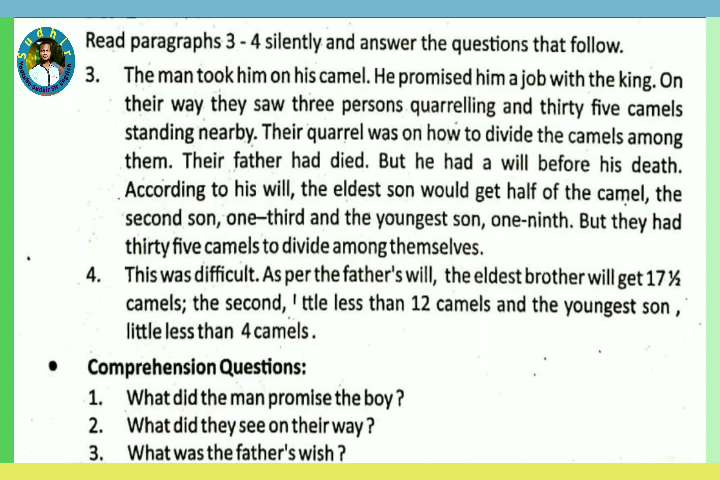 Sudhir
Read paragraphs 3 - 4 silently and answer the questions that follow.
3. The man took him on his camel. He promised him a job with the king. On
their way they saw three persons quarrelling and thirty five camels
standing nearby. Their quarrel was on how to divide the camels among
them. Their father had died. But he had a will before his death.
According to his will, the eldest son would get half of the camel, the
second son, one–third and the youngest son, one-ninth. But they had
thirty five camels to divide among themselves.
4. This was difficult. As per the father's will, the eldest brother will get 17 ½
camels; the second, ' ttle less than 12 camels and the youngest son ,
little less than 4 camels .
• Comprehension Questions:
1. What did the man promise the boy ?
2. What did they see on their way ?
3. What was the father's wish ?